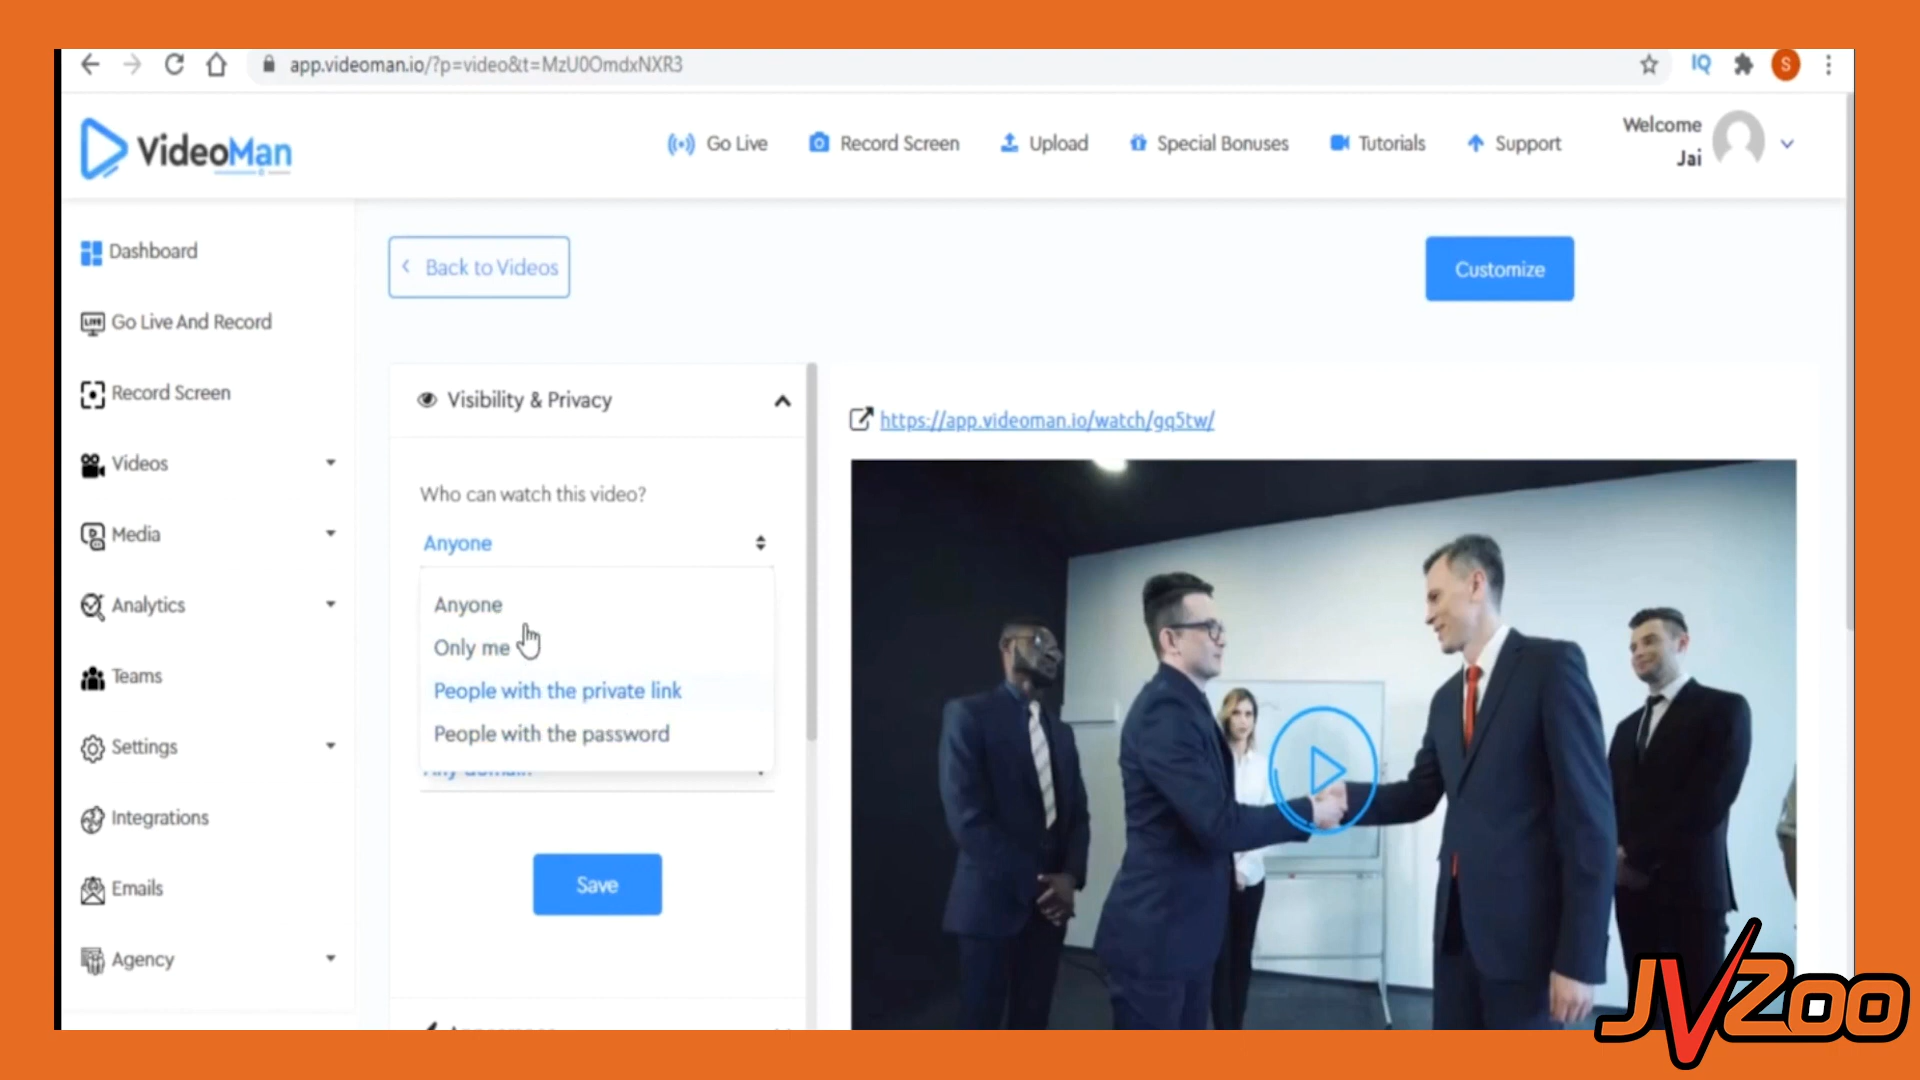 app.videoman.io/?p=video&t=MzU0OmdxNXR3
IQ
S
VideoMan
Go Live
Record Screen
Upload
Special Bonuses
Tutorials
Support
Welcome
Jai
Dashboard
Go Live And Record
Record Screen
Videos
Media
Analytics
Teams
Settings
Integrations
Emails
Agency
Back to Videos
Customize
Visibility & Privacy
Who can watch this video?
Anyone
Anyone
Only me
People with the private link
People with the password
Any domain
Save
https://app.videoman.io/watch/gq5tw/
JVZoo